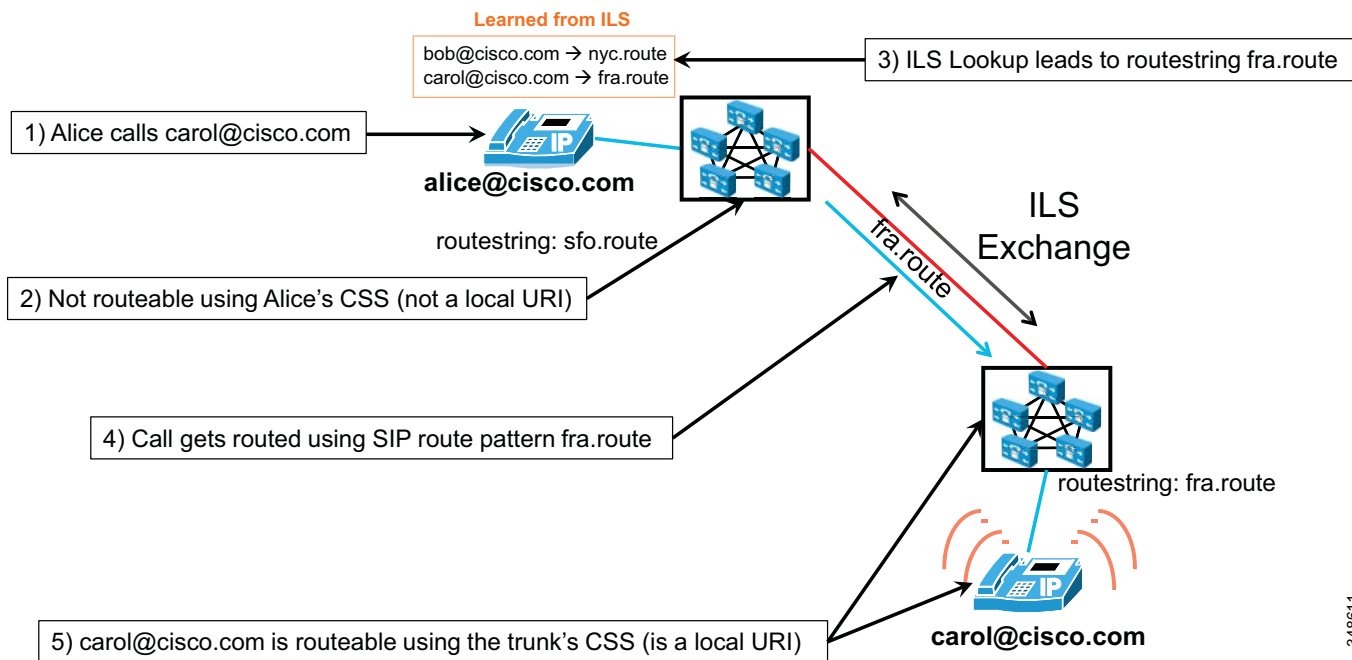 Learned from ILS
bob@cisco.com → nyc.route
carol@cisco.com → fra.route
3) ILS Lookup leads to routestring fra.route
1) Alice calls carol@cisco.com
IP
alice@cisco.com
routestring: sfo.route
ILS
Exchange
fra.route
2) Not routeable using Alice's CSS (not a local URI)
4) Call gets routed using SIP route pattern fra.route
routestring: fra.route
IP
carol@cisco.com
5) carol@cisco.com is routeable using the trunk's CSS (is a local URI)
348611